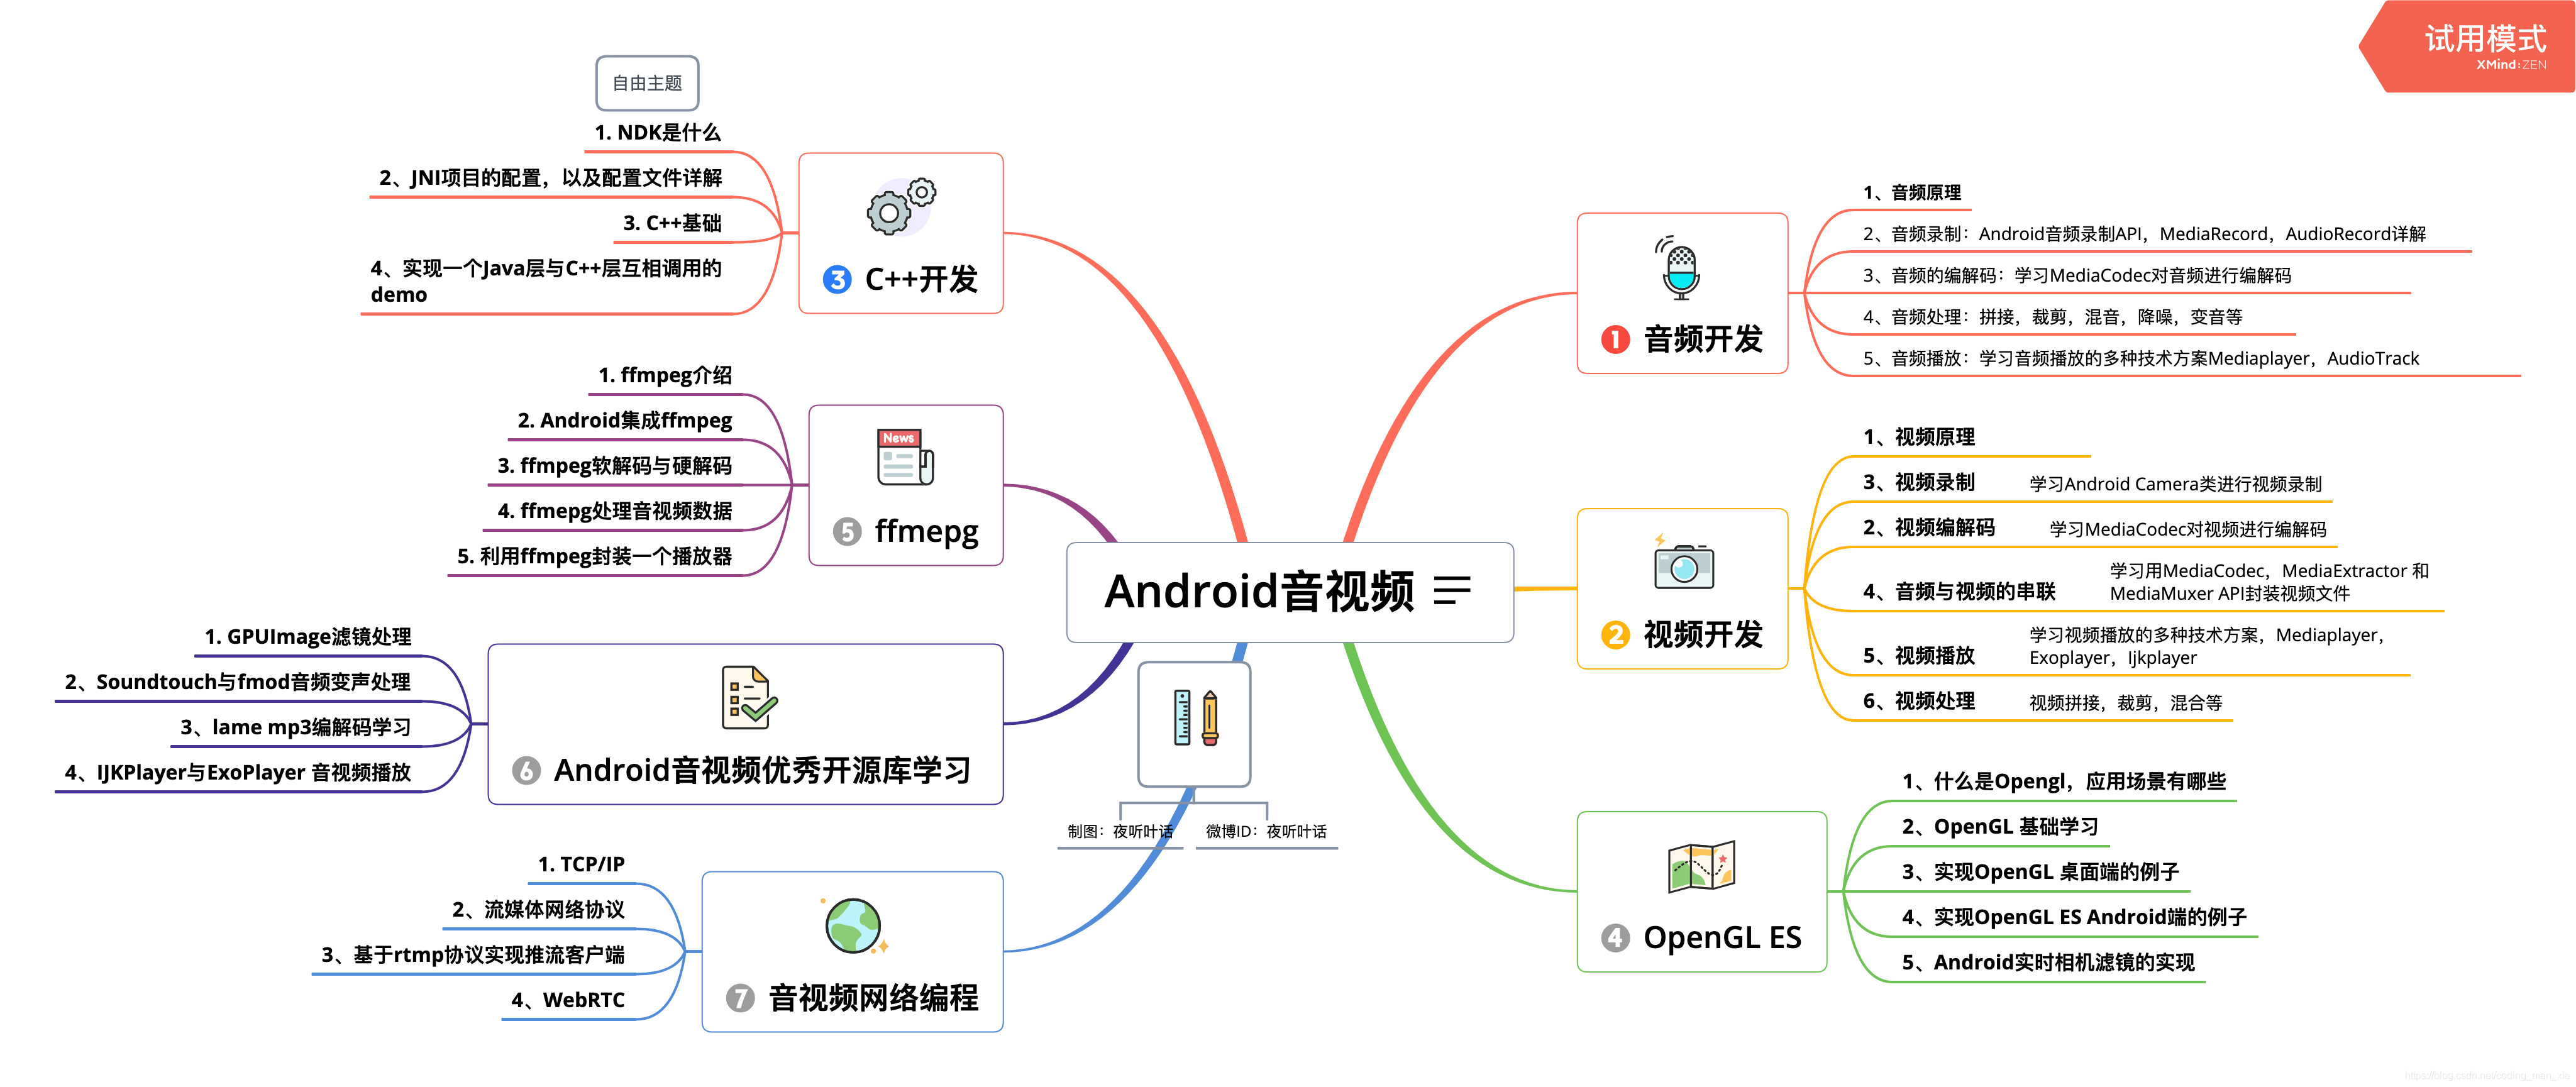 试用模式
XMind:ZEN
自由主题
1. NDK是什么
2、JNI项目的配置，以及配置文件详解
3. C++基础
4、实现一个Java层与C++层互相调用的
demo
3 C++开发
1. ffmpeg介绍
2. Android集成ffmpeg
3. ffmpeg软解码与硬解码
4. ffmepg处理音视频数据
5. 利用ffmpeg封装一个播放器
News
5 ffmepg
1. GPUImage滤镜处理
2、Soundtouch与fmod音频变声处理
3、lame mp3编解码学习
4、IJKPlayer与ExoPlayer 音视频播放
6 Android音视频优秀开源库学习
1. TCP/IP
2、流媒体网络协议
3、基于rtmp协议实现推流客户端
4、WebRTC
7 音视频网络编程
Android音视频
制图：夜听叶话
微博ID：夜听叶话
1 音频开发
1、音频原理
2、音频录制：Android音频录制API，MediaRecord，AudioRecord详解
3、音频的编解码：学习MediaCodec对音频进行编解码
4、音频处理：拼接，裁剪，混音，降噪，变音等
5、音频播放：学习音频播放的多种技术方案Mediaplayer，AudioTrack
2 视频开发
1、视频原理
3、视频录制 学习Android Camera类进行视频录制
2、视频编解码 学习MediaCodec对视频进行编解码
4、音频与视频的串联
学习用MediaCodec，MediaExtractor 和
MediaMuxer API封装视频文件
5、视频播放
学习视频播放的多种技术方案，Mediaplayer，
Exoplayer，Ijkplayer
6、视频处理 视频拼接，裁剪，混合等
4 OpenGL ES
1、什么是Opengl，应用场景有哪些
2、OpenGL 基础学习
3、实现OpenGL 桌面端的例子
4、实现OpenGL ES Android端的例子
5、Android实时相机滤镜的实现
https://blog.csdn.net/coding_man_xie